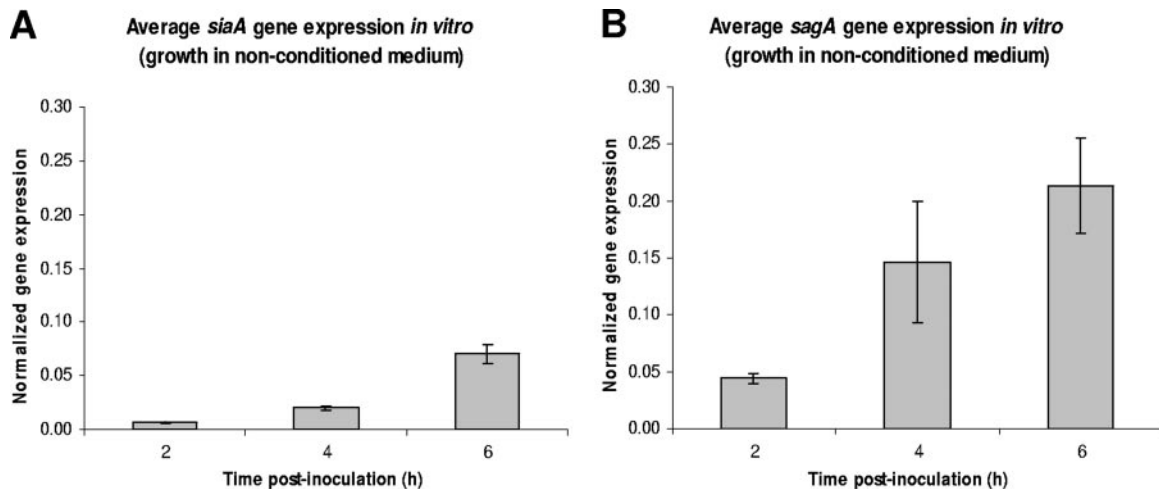 A
Average siaA gene expression in vitro
(growth in non-conditioned medium)
Normalized gene expression
0.30
0.25
0.20
0.15
0.10
0.05
0.00
2 4 6
Time post-inoculation (h)
B
Average sagA gene expression in vitro
(growth in non-conditioned medium)
Normalized gene expression
0.30
0.25
0.20
0.15
0.10
0.05
0.00
2 4 6
Time post-inoculation (h)